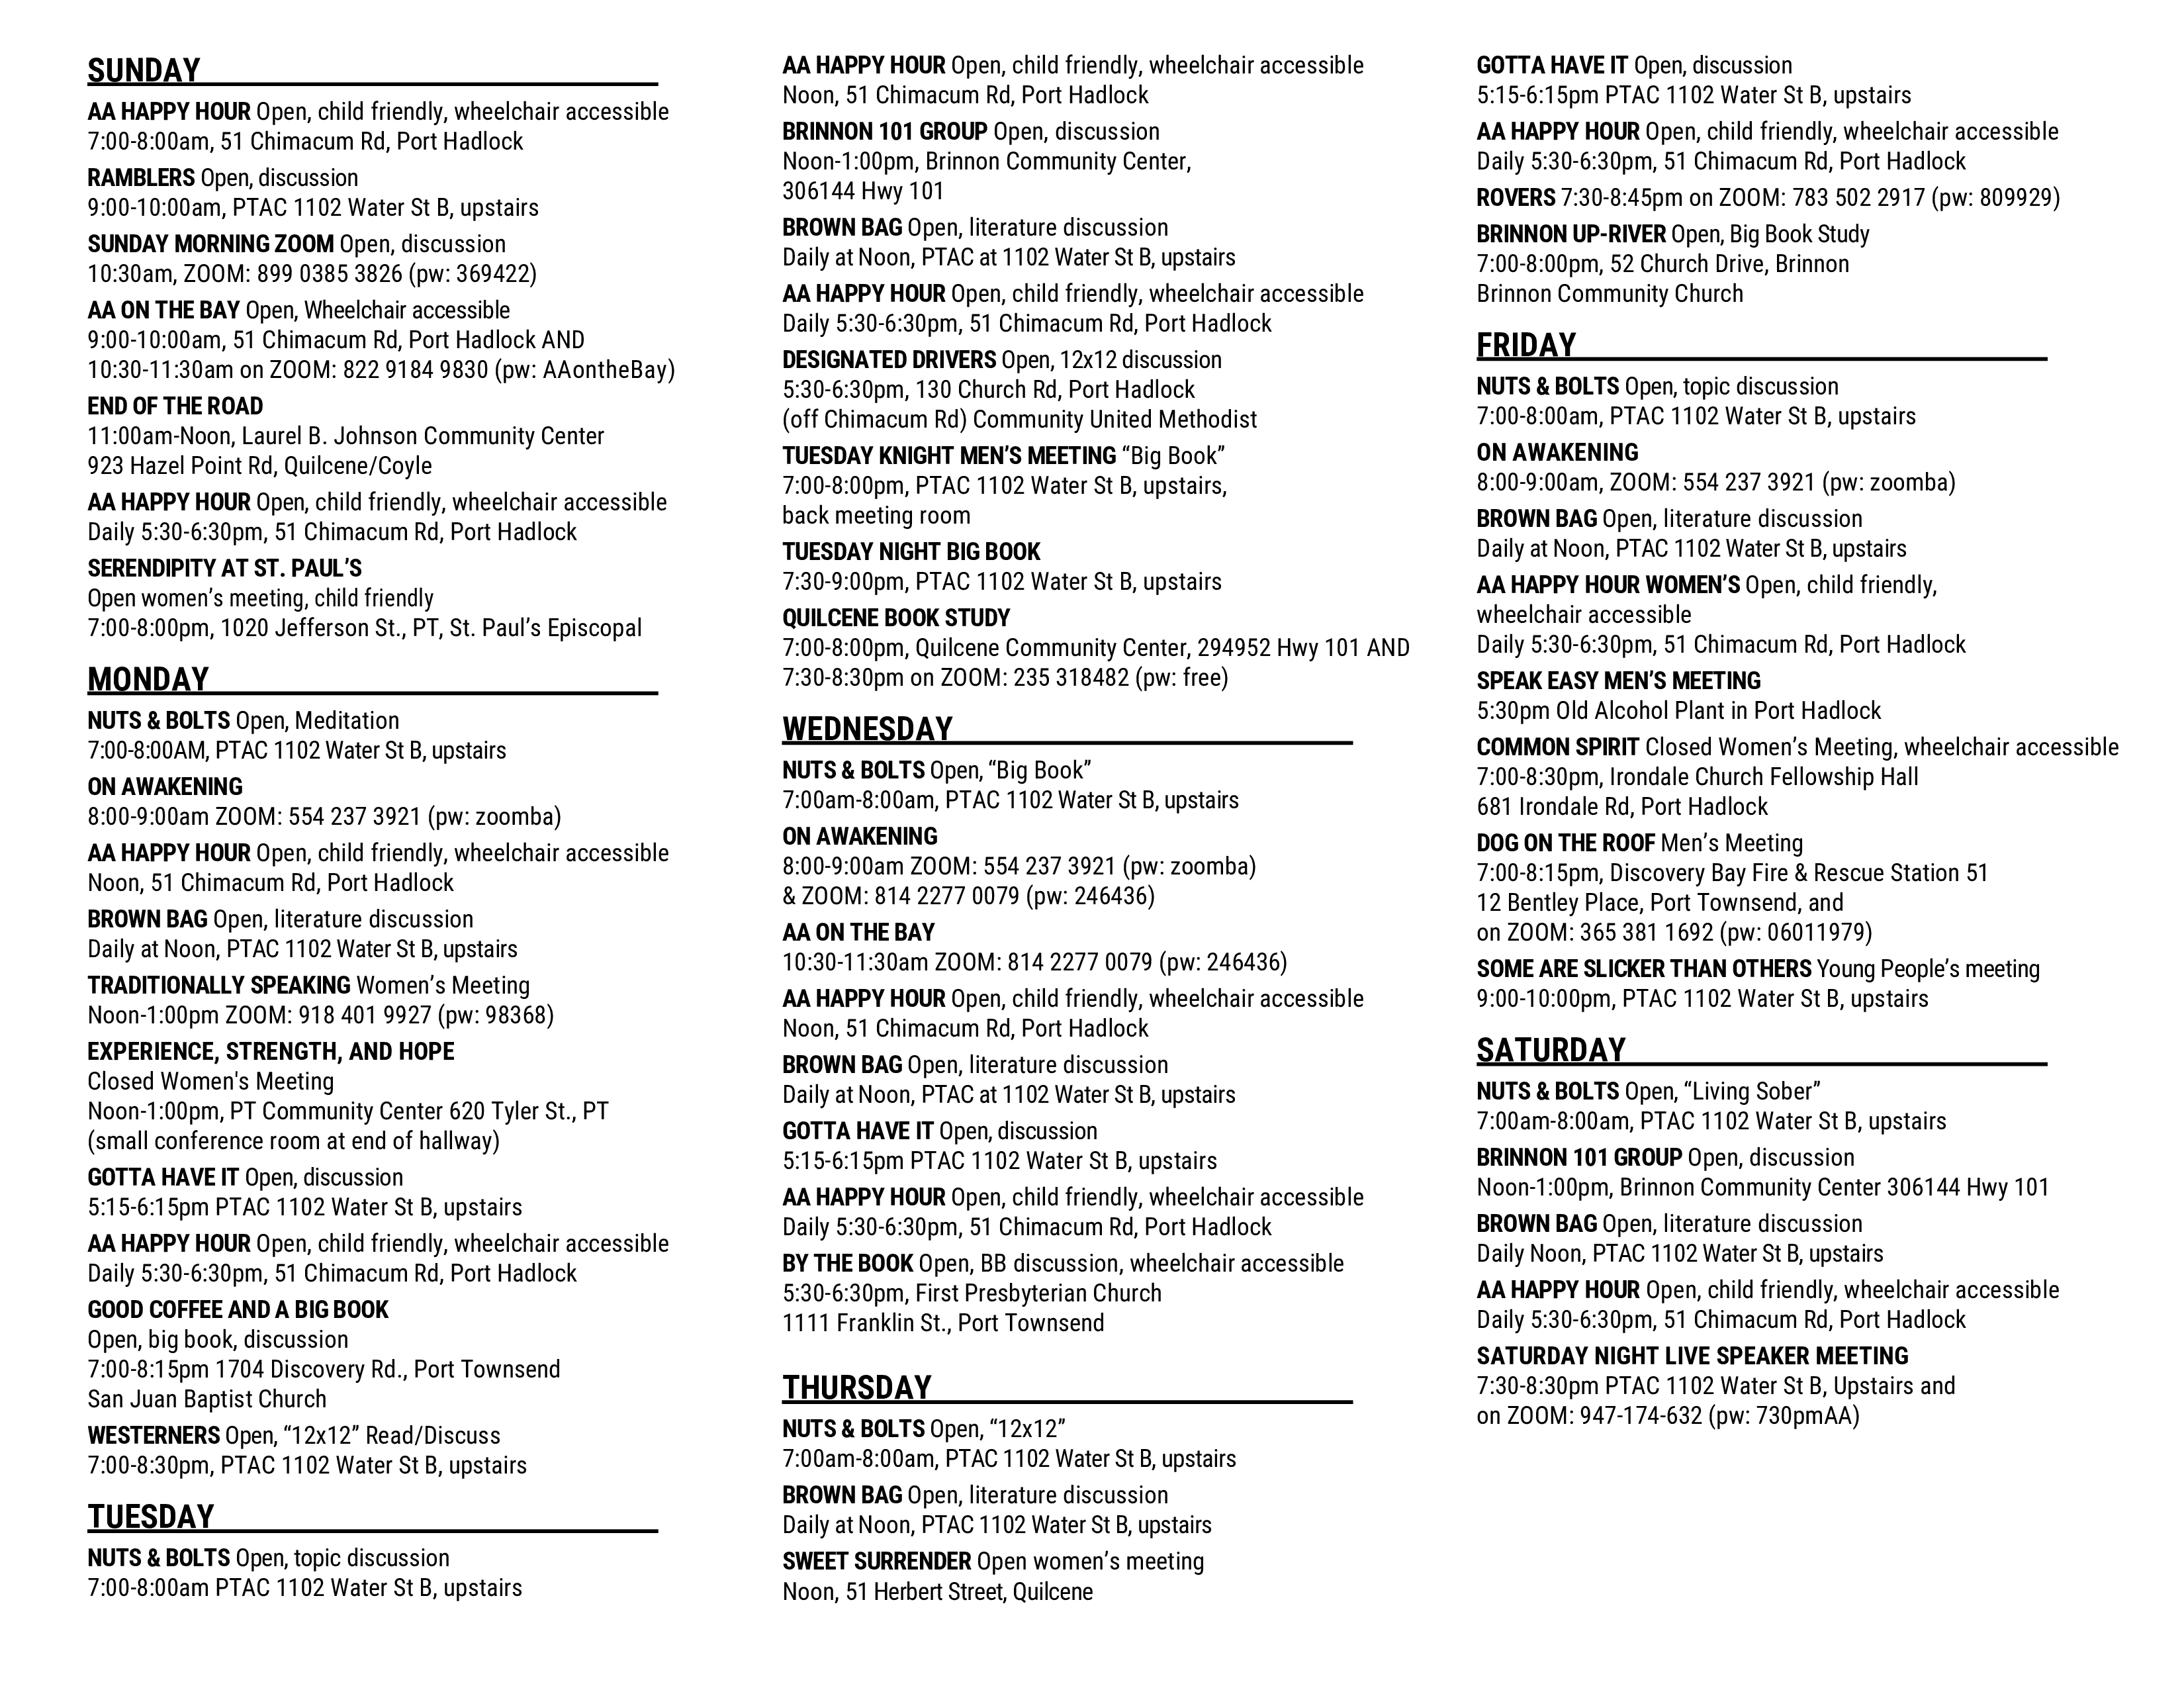 SUNDAY
AA HAPPY HOUR Open, child friendly, wheelchair accessible
7:00-8:00am, 51 Chimacum Rd, Port Hadlock
RAMBLERS Open, discussion
9:00-10:00am, PTAC 1102 Water St B, upstairs
SUNDAY MORNING ZOOM Open, discussion
10:30am, ZOOM: 899 0385 3826 (pw: 369422)
AA ON THE BAY Open, Wheelchair accessible
9:00-10:00am, 51 Chimacum Rd, Port Hadlock AND
10:30-11:30am on ZOOM: 822 9184 9830 (pw: AAontheBay)
END OF THE ROAD
11:00am-Noon, Laurel B. Johnson Community Center
923 Hazel Point Rd, Quilcene/Coyle
AA HAPPY HOUR Open, child friendly, wheelchair accessible
Daily 5:30-6:30pm, 51 Chimacum Rd, Port Hadlock
SERENDIPITY AT ST. PAUL’S
Open women’s meeting, child friendly
7:00-8:00pm, 1020 Jefferson St., PT, St. Paul’s Episcopal
MONDAY
NUTS & BOLTS Open, Meditation
7:00-8:00AM, PTAC 1102 Water St B, upstairs
ON AWAKENING
8:00-9:00am ZOOM: 554 237 3921 (pw: zoomba)
AA HAPPY HOUR Open, child friendly, wheelchair accessible
Noon, 51 Chimacum Rd, Port Hadlock
BROWN BAG Open, literature discussion
Daily at Noon, PTAC 1102 Water St B, upstairs
TRADITIONALLY SPEAKING Women’s Meeting
Noon-1:00pm ZOOM: 918 401 9927 (pw: 98368)
EXPERIENCE, STRENGTH, AND HOPE
Closed Women's Meeting
Noon-1:00pm, PT Community Center 620 Tyler St., PT
(small conference room at end of hallway)
GOTTA HAVE IT Open, discussion
5:15-6:15pm PTAC 1102 Water St B, upstairs
AA HAPPY HOUR Open, child friendly, wheelchair accessible
Daily 5:30-6:30pm, 51 Chimacum Rd, Port Hadlock
GOOD COFFEE AND A BIG BOOK
Open, big book, discussion
7:00-8:15pm 1704 Discovery Rd., Port Townsend
San Juan Baptist Church
WESTERNERS Open, “12x12” Read/Discuss
7:00-8:30pm, PTAC 1102 Water St B, upstairs
TUESDAY
NUTS & BOLTS Open, topic discussion
7:00-8:00am PTAC 1102 Water St B, upstairs
AA HAPPY HOUR Open, child friendly, wheelchair accessible
Noon, 51 Chimacum Rd, Port Hadlock
BRINNON 101 GROUP Open, discussion
Noon-1:00pm, Brinnon Community Center,
306144 Hwy 101
BROWN BAG Open, literature discussion
Daily at Noon, PTAC at 1102 Water St B, upstairs
AA HAPPY HOUR Open, child friendly, wheelchair accessible
Daily 5:30-6:30pm, 51 Chimacum Rd, Port Hadlock
DESIGNATED DRIVERS Open, 12x12 discussion
5:30-6:30pm, 130 Church Rd, Port Hadlock
(off Chimacum Rd) Community United Methodist
TUESDAY KNIGHT MEN’S MEETING “Big Book”
7:00-8:00pm, PTAC 1102 Water St B, upstairs,
back meeting room
TUESDAY NIGHT BIG BOOK
7:30-9:00pm, PTAC 1102 Water St B, upstairs
QUILCENE BOOK STUDY
7:00-8:00pm, Quilcene Community Center, 294952 Hwy 101 AND
7:30-8:30pm on ZOOM: 235 318482 (pw: free)
WEDNESDAY
NUTS & BOLTS Open, “Big Book”
7:00am-8:00am, PTAC 1102 Water St B, upstairs
ON AWAKENING
8:00-9:00am ZOOM: 554 237 3921 (pw: zoomba)
& ZOOM: 814 2277 0079 (pw: 246436)
AA ON THE BAY
10:30-11:30am ZOOM: 814 2277 0079 (pw: 246436)
AA HAPPY HOUR Open, child friendly, wheelchair accessible
Noon, 51 Chimacum Rd, Port Hadlock
BROWN BAG Open, literature discussion
Daily at Noon, PTAC at 1102 Water St B, upstairs
GOTTA HAVE IT Open, discussion
5:15-6:15pm PTAC 1102 Water St B, upstairs
AA HAPPY HOUR Open, child friendly, wheelchair accessible
Daily 5:30-6:30pm, 51 Chimacum Rd, Port Hadlock
BY THE BOOK Open, BB discussion, wheelchair accessible
5:30-6:30pm, First Presbyterian Church
1111 Franklin St., Port Townsend
THURSDAY
NUTS & BOLTS Open, “12x12”
7:00am-8:00am, PTAC 1102 Water St B, upstairs
BROWN BAG Open, literature discussion
Daily at Noon, PTAC 1102 Water St B, upstairs
SWEET SURRENDER Open women’s meeting
Noon, 51 Herbert Street, Quilcene
GOTTA HAVE IT Open, discussion
5:15-6:15pm PTAC 1102 Water St B, upstairs
AA HAPPY HOUR Open, child friendly, wheelchair accessible
Daily 5:30-6:30pm, 51 Chimacum Rd, Port Hadlock
ROVERS 7:30-8:45pm on ZOOM: 783 502 2917 (pw: 809929)
BRINNON UP-RIVER Open, Big Book Study
7:00-8:00pm, 52 Church Drive, Brinnon
Brinnon Community Church
FRIDAY
NUTS & BOLTS Open, topic discussion
7:00-8:00am, PTAC 1102 Water St B, upstairs
ON AWAKENING
8:00-9:00am, ZOOM: 554 237 3921 (pw: zoomba)
BROWN BAG Open, literature discussion
Daily at Noon, PTAC 1102 Water St B, upstairs
AA HAPPY HOUR WOMEN’S Open, child friendly,
wheelchair accessible
Daily 5:30-6:30pm, 51 Chimacum Rd, Port Hadlock
SPEAK EASY MEN’S MEETING
5:30pm Old Alcohol Plant in Port Hadlock
COMMON SPIRIT Closed Women’s Meeting, wheelchair accessible
7:00-8:30pm, Irondale Church Fellowship Hall
681 Irondale Rd, Port Hadlock
DOG ON THE ROOF Men’s Meeting
7:00-8:15pm, Discovery Bay Fire & Rescue Station 51
12 Bentley Place, Port Townsend, and
on ZOOM: 365 381 1692 (pw: 06011979)
SOME ARE SLICKER THAN OTHERS Young People’s meeting
9:00-10:00pm, PTAC 1102 Water St B, upstairs
SATURDAY
NUTS & BOLTS Open, “Living Sober”
7:00am-8:00am, PTAC 1102 Water St B, upstairs
BRINNON 101 GROUP Open, discussion
Noon-1:00pm, Brinnon Community Center 306144 Hwy 101
BROWN BAG Open, literature discussion
Daily Noon, PTAC 1102 Water St B, upstairs
AA HAPPY HOUR Open, child friendly, wheelchair accessible
Daily 5:30-6:30pm, 51 Chimacum Rd, Port Hadlock
SATURDAY NIGHT LIVE SPEAKER MEETING
7:30-8:30pm PTAC 1102 Water St B, Upstairs and
on ZOOM: 947-174-632 (pw: 730pmAA)